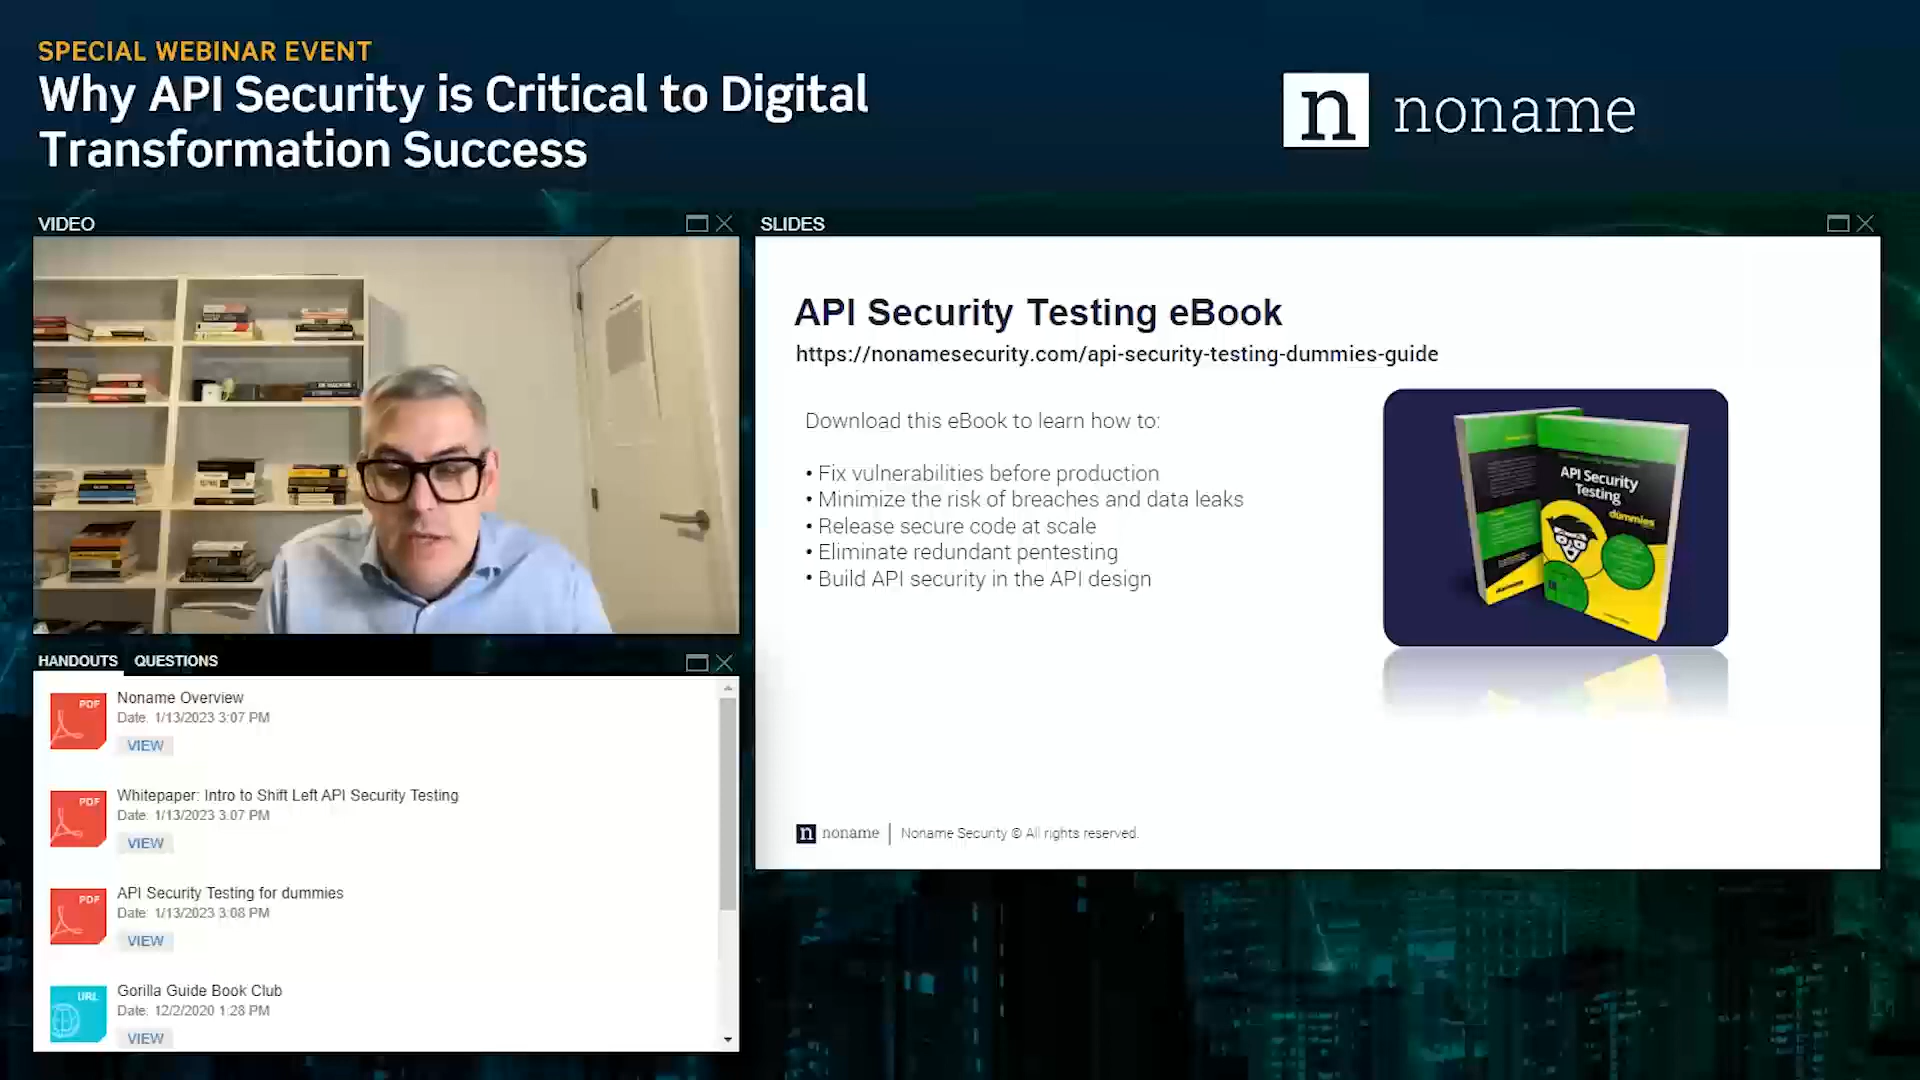 SPECIAL WEBINAR EVENT
Why API Security is Critical to Digital
Transformation Success
n noname
VIDEO
SLIDES
API Security Testing eBook
https://nonamesecurity.com/api-security-testing-dummies-guide
Download this eBook to learn how to:
• Fix vulnerabilities before production
• Minimize the risk of breaches and data leaks
• Release secure code at scale
• Eliminate redundant pentesting
• Build API security in the API design
API Security
Testing
dummies
n noname | Noname Security © All rights reserved.
HANDOUTS QUESTIONS
PDF
Noname Overview
Date: 1/13/2023 3:07 PM
VIEW
PDF
Whitepaper: Intro to Shift Left API Security Testing
Date: 1/13/2023 3:07 PM
VIEW
PDF
API Security Testing for dummies
Date: 1/13/2023 3:08 PM
VIEW
URL
Gorilla Guide Book Club
Date: 12/2/2020 1:28 PM
VIEW